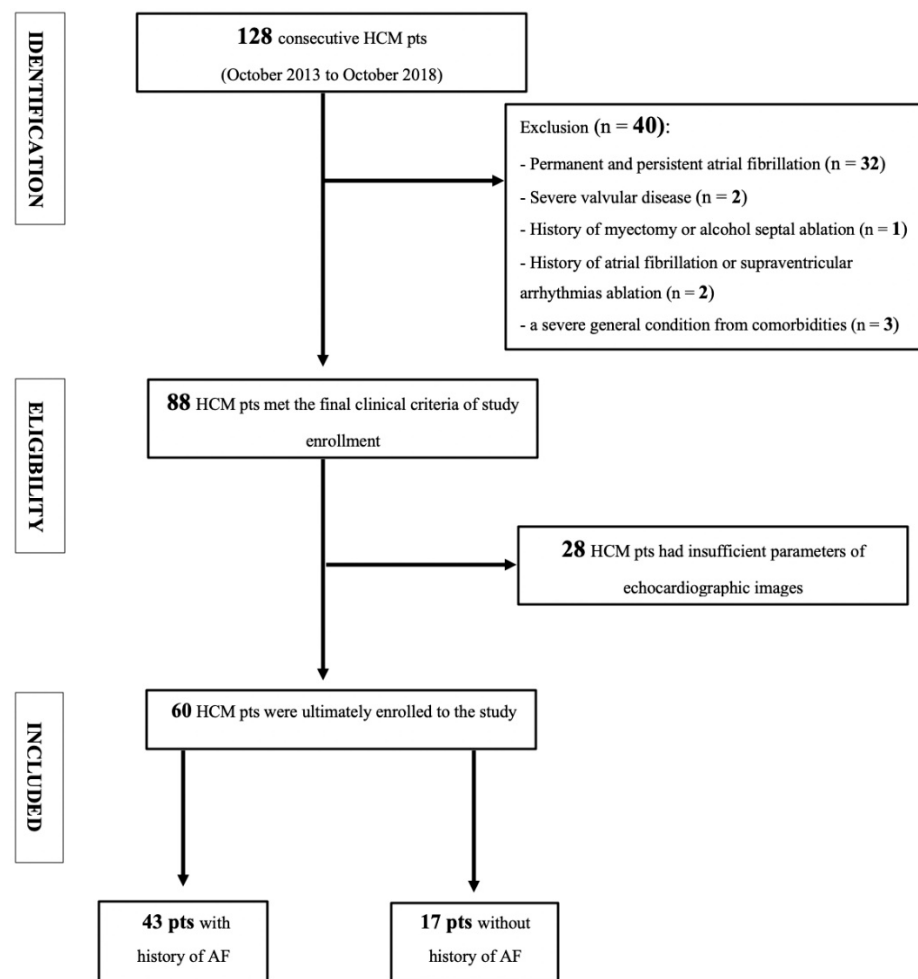 IDENTIFICATION
128 consecutive HCM pts
(October 2013 to October 2018)
Exclusion (n = 40):
- Permanent and persistent atrial fibrillation (n = 32)
- Severe valvular disease (n = 2)
- History of myectomy or alcohol septal ablation (n = 1)
- History of atrial fibrillation or supraventricular
arrhythmias ablation (n = 2)
- a severe general condition from comorbidities (n = 3)
ELIGIBILITY
88 HCM pts met the final clinical criteria of study
enrollment
28 HCM pts had insufficient parameters of
echocardiographic images
INCLUDED
60 HCM pts were ultimately enrolled to the study
43 pts with
history of AF
17 pts without
history of AF